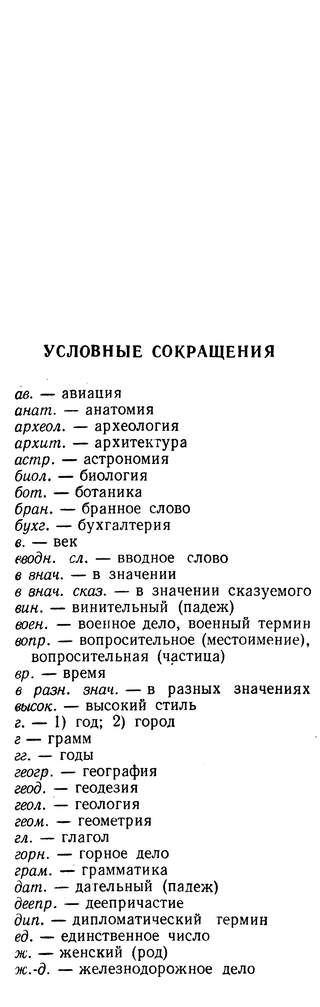 УСЛОВНЫЕ СОКРАЩЕНИЯ
ав. — авиация
анат. — анатомия
археол. — археология
архит. — архитектура
астр. — астрономия
биол. — биология
бот. — ботаника
бран. — бранное слово
бухг. — бухгалтерия
в. — век
вводн. сл. — вводное слово
в знач. — в значении
в знач. сказ. — в значении сказуемого
вин. — винительный (падеж)
воен. — военное дело, военный термин
вопр. — вопросительное (местоимение),
вопросительная (частица)
вр. — время
в разн. знач. — в разных значениях
высок. — высокий стиль
г. — 1) год; 2) город
г — грамм
гг. — годы
геогр. — география
геод. — геодезия
геол. — геология
геом. — геометрия
гл. — глагол
горн. — горное дело
грам. — грамматика
дат. — дательный (падеж)
деепр. — деепричастие
дип. — дипломатический термин
ед. — единственное число
ж. — женский (род)
ж.-д. — железнодорожное дело